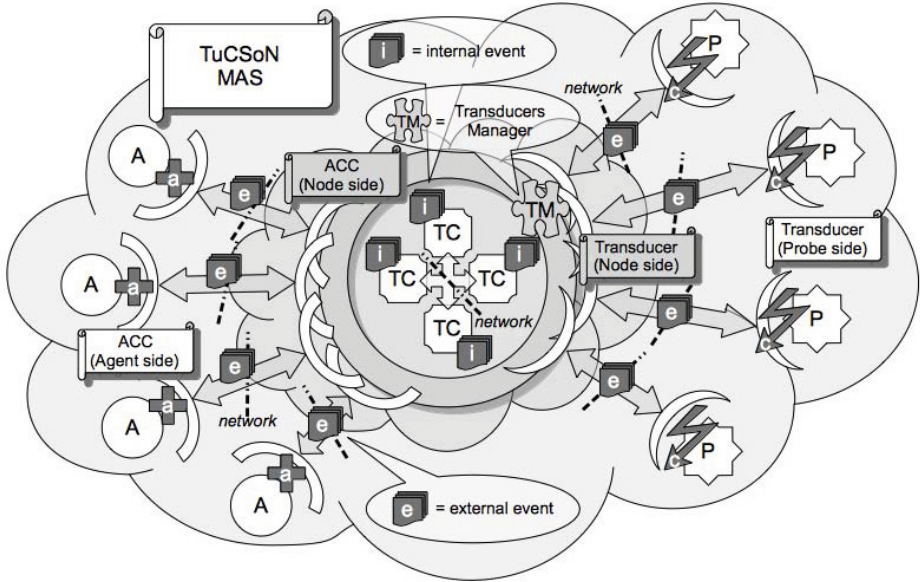 TuCSoN
MAS
i = internal event
TM = Transducers
Manager
P
c
network
e
A
a
ACC
(Node side)
e
e
P
c
i
TM
TC
Transducer
(Node side)
Transducer
(Probe side)
A
a
e
i
TC
TC
i
network
TC
i
e
P
c
ACC
(Agent side)
e
e
A
a
network
e
P
c
A
a
e = external event